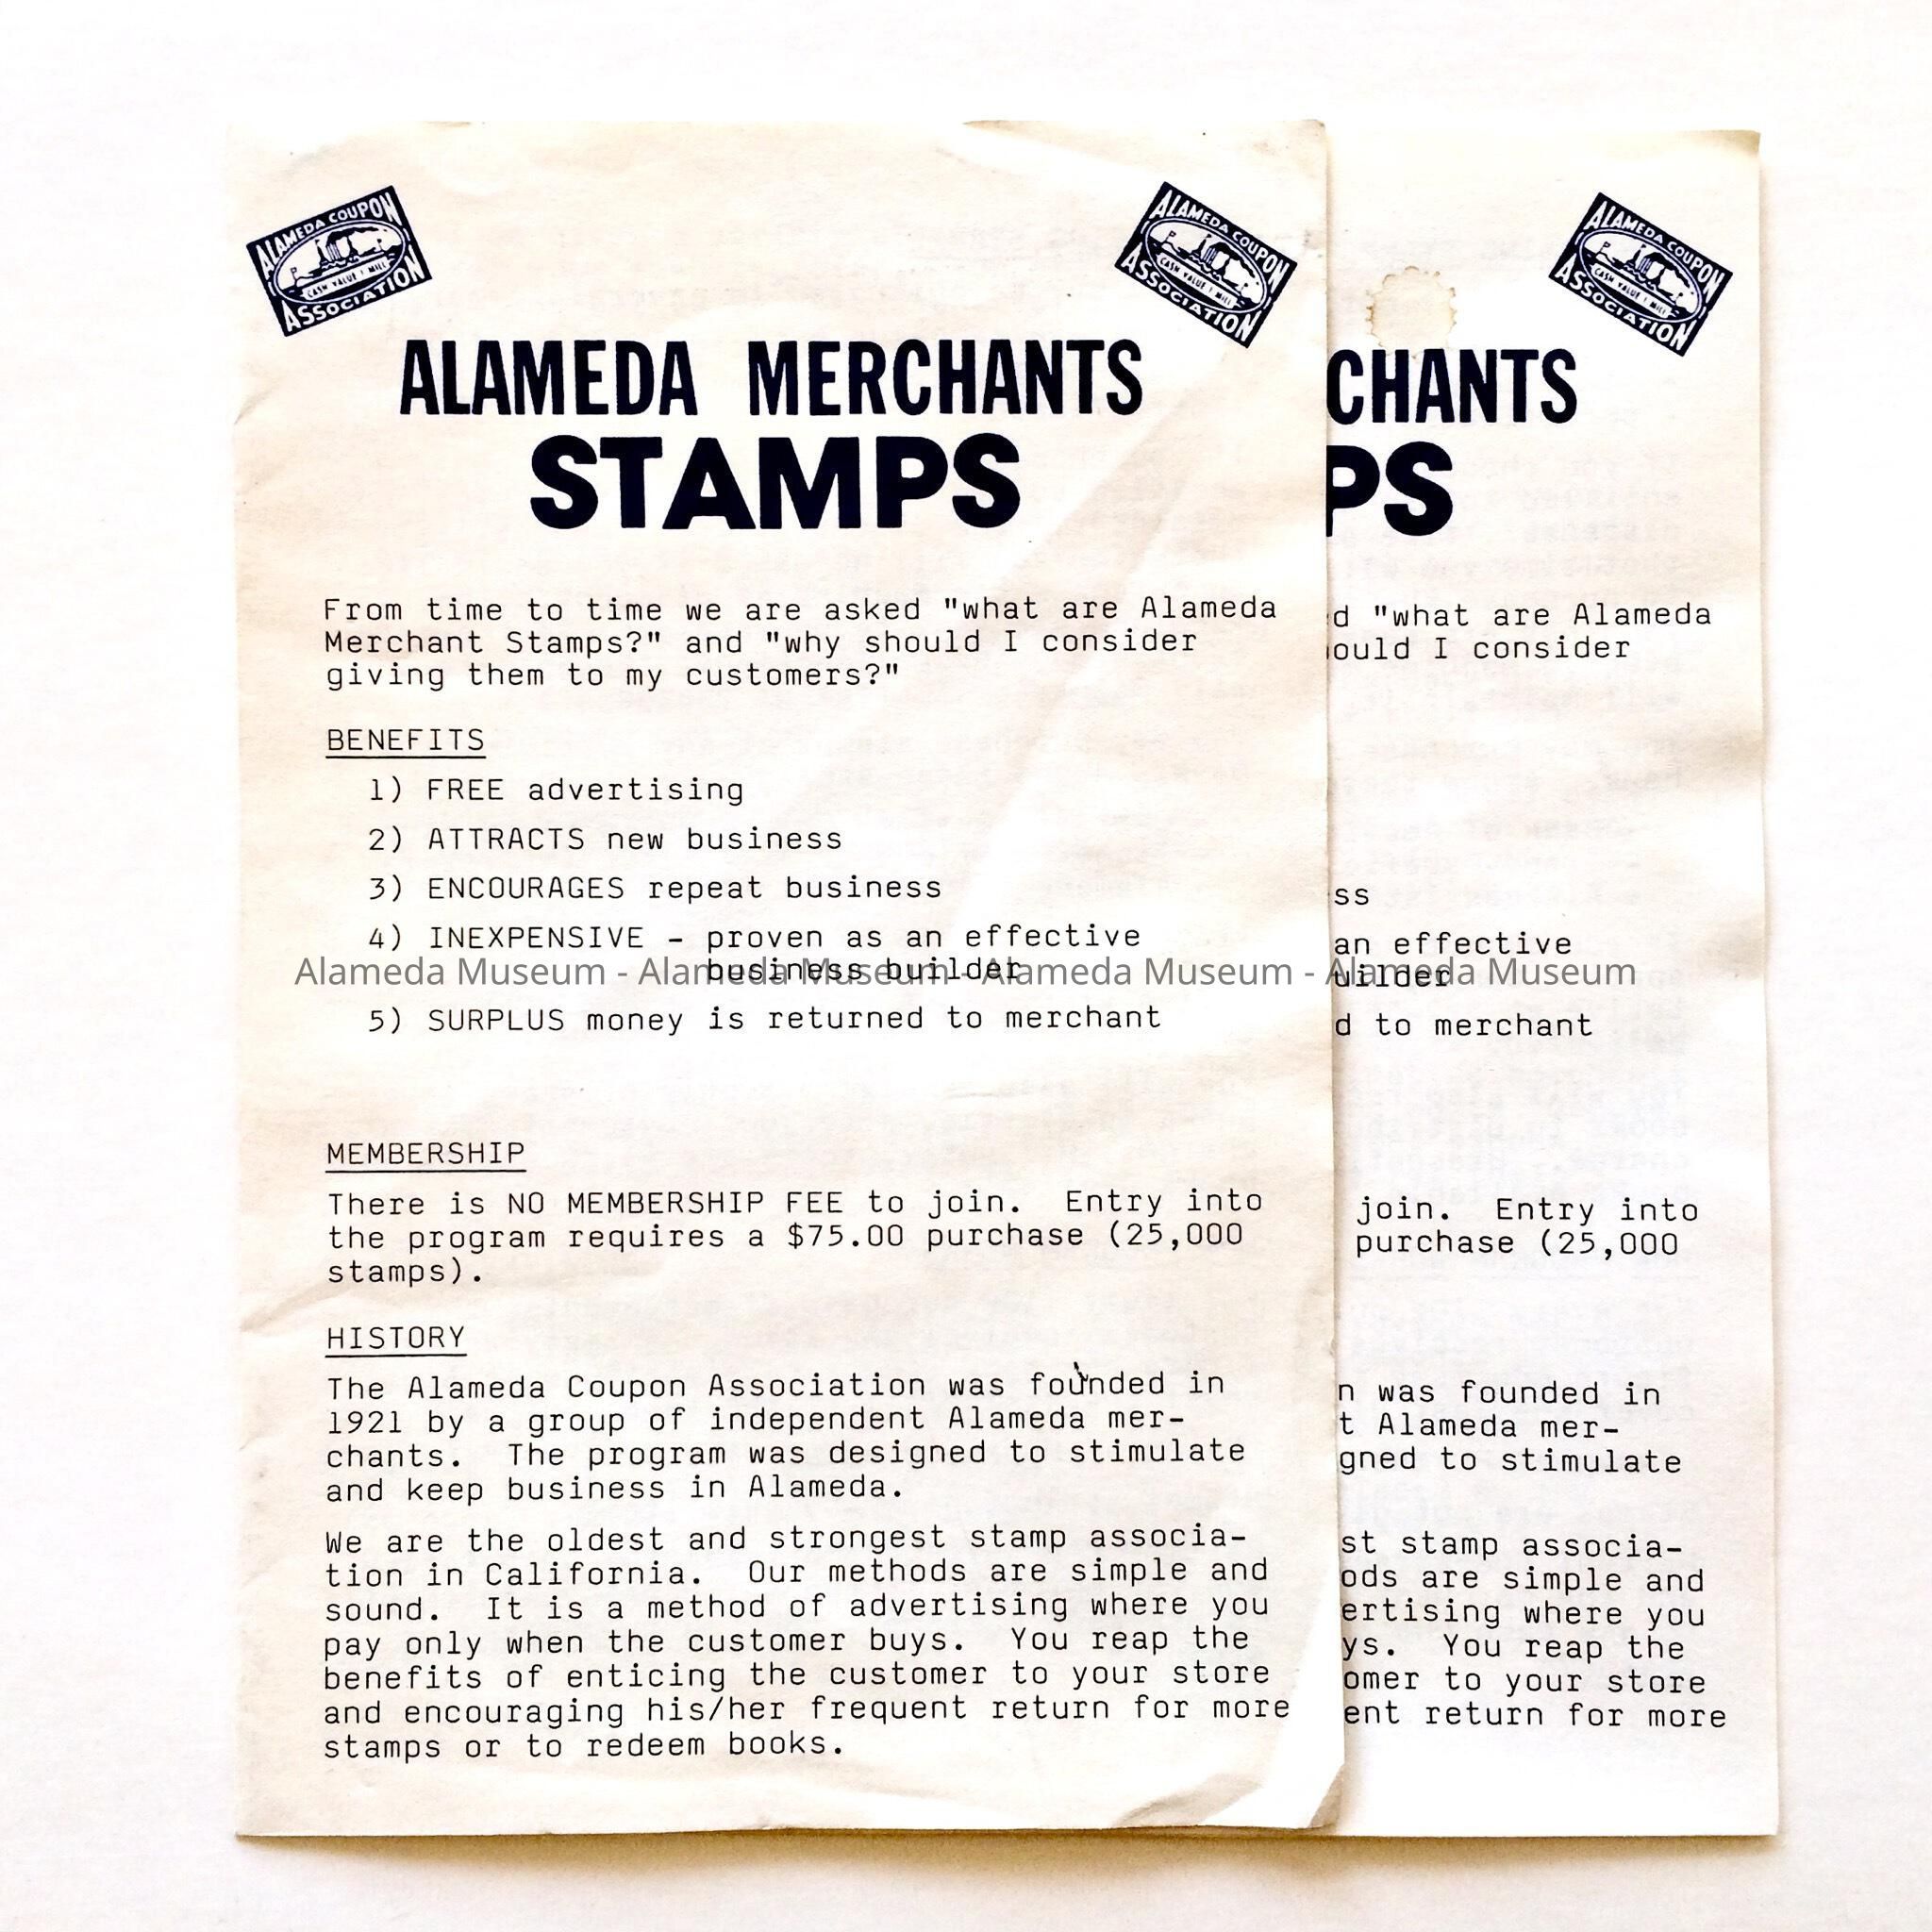 ALAMEDA COUPON
CASH VALUE 1 MILL
ASSOCIATION
ALAMEDA COUPON
CASH VALUE 1 MILL
ASSOCIATION
ALAMEDA MERCHANTS
STAMPS
From time to time we are asked "what are Alameda
Merchant Stamps?" and "why should I consider
giving them to my customers?"
BENEFITS
1) FREE advertising
2) ATTRACTS new business
3) ENCOURAGES repeat business
4) INEXPENSIVE - proven as an effective
business builder
5) SURPLUS money is returned to merchant
MEMBERSHIP
There is NO MEMBERSHIP FEE to join. Entry into
the program requires a $75.00 purchase (25,000
stamps).
HISTORY
The Alameda Coupon Association was founded in
1921 by a group of independent Alameda mer-
chants. The program was designed to stimulate
and keep business in Alameda.
We are the oldest and strongest stamp associa-
tion in California. Our methods are simple and
sound. It is a method of advertising where you
pay only when the customer buys. You reap the
benefits of enticing the customer to your store
and encouraging his/her frequent return for more
stamps or to redeem books.
ALAMEDA COUPON
CASH VALUE 1 MILL
ASSOCIATION
CHANTS
PS
d "what are Alameda
ould I consider
ss
an effective
uilder
d to merchant
join. Entry into
purchase (25,000
n was founded in
t Alameda mer-
gned to stimulate
st stamp associa-
ods are simple and
ertising where you
ys. You reap the
omer to your store
ent return for more
Alameda Museum - Alameda Museum - Alameda Museum - Alameda Museum